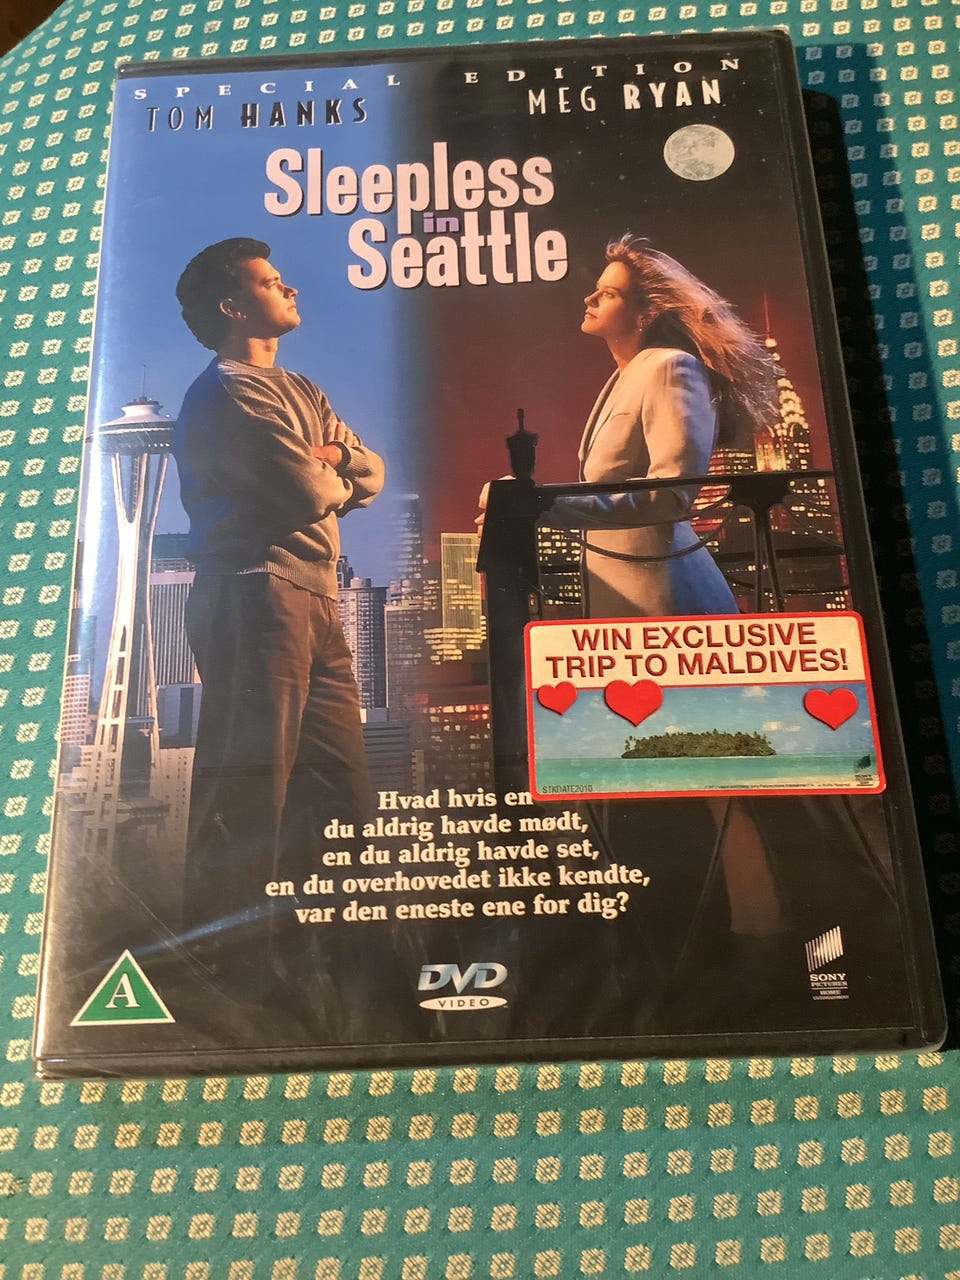 SPECIAL EDITION
TOM HANKS
MEG RYAN
Sleepless
in
Seattle
WIN EXCLUSIVE
TRIP TO MALDIVES!
STKDATE2010
Hvad hvis en
du aldrig havde mødt,
en du aldrig havde set,
en du overhovedet ikke kendte,
var den eneste ene for dig?
A
DVD
VIDEO
SONY
PICTURES
HOME
ENTERTAINMENT